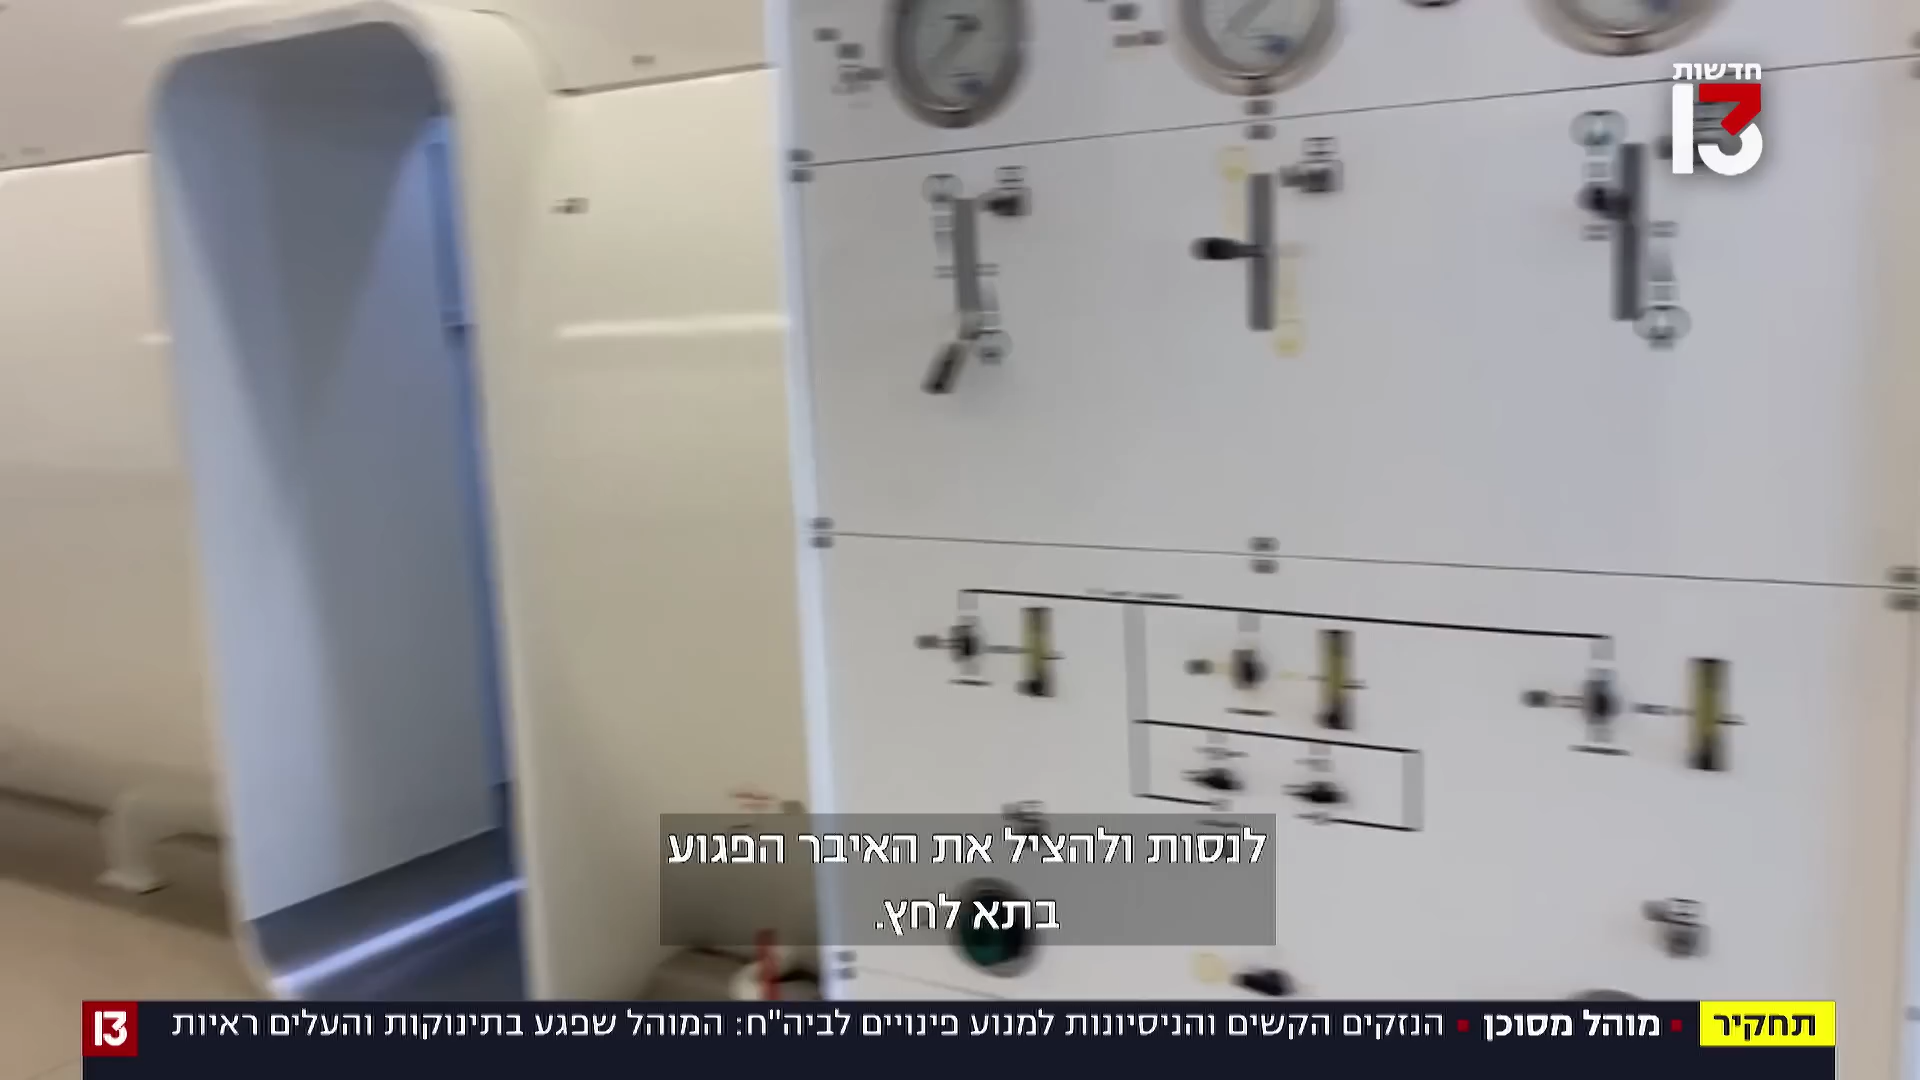 חדשות
13
לנסות ולהציל את האיבר הפגוע
בתא לחץ.
תחקיר ▪ מוהל מסוכן ▪ הנזקים הקשים והניסיונות למנוע פינויים לביה"ח: המוהל שפגע בתינוקות והעלים ראיות 13